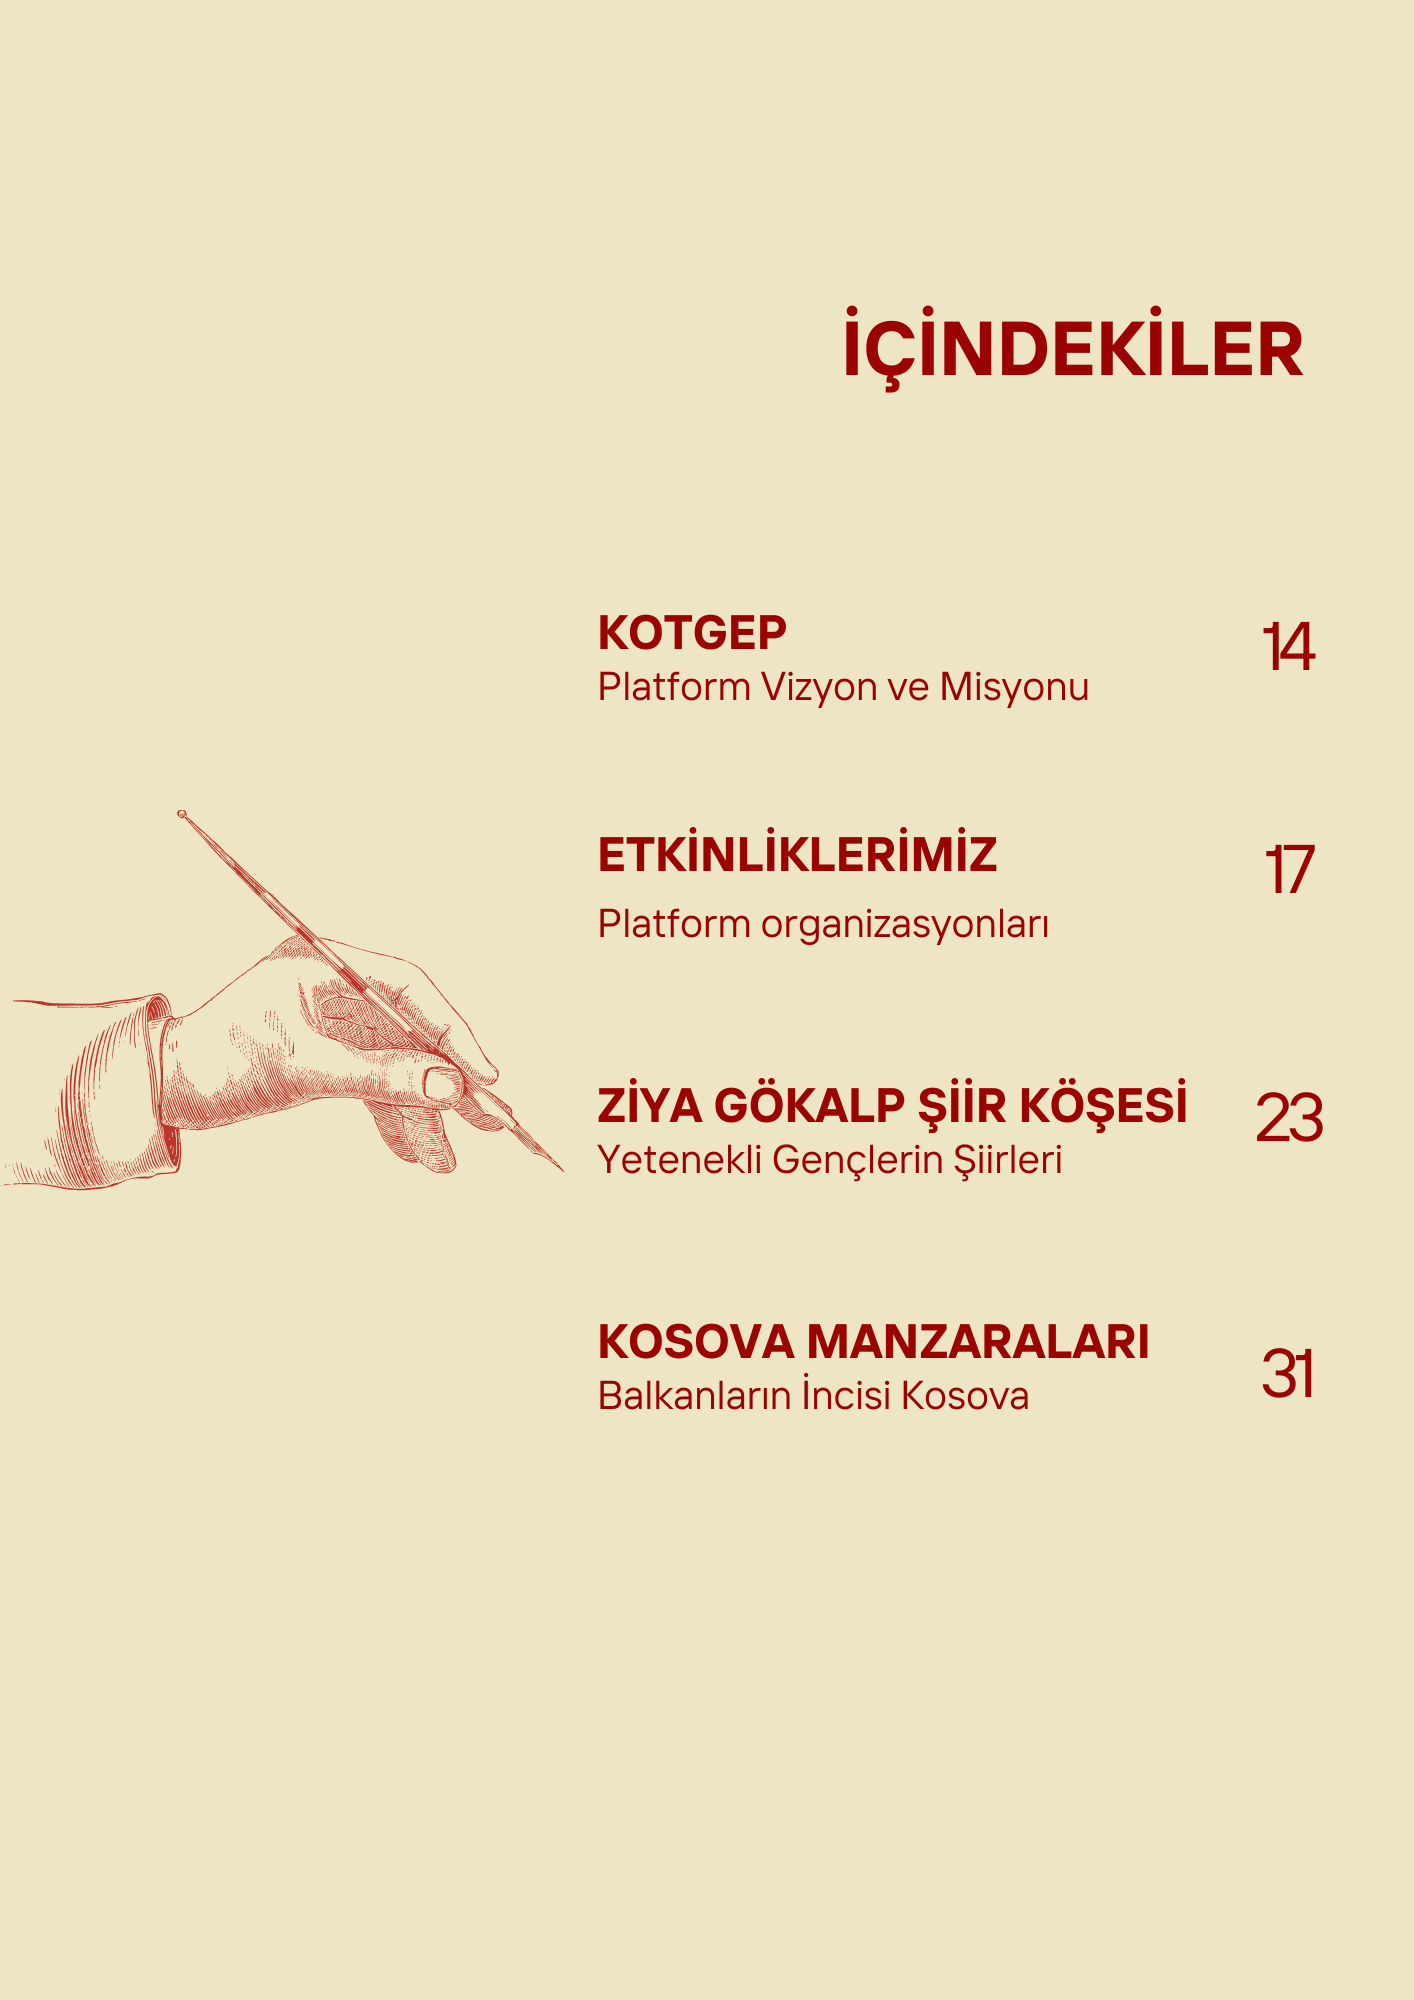 İÇİNDEKİLER
KOTGEP
Platform Vizyon ve Misyonu
14
ETKİNLİKLERİMİZ
Platform organizasyonları
17
ZİYA GÖKALP ŞİİR KÖŞESİ
Yetenekli Gençlerin Şiirleri
23
KOSOVA MANZARALARI
Balkanların İncisi Kosova
31